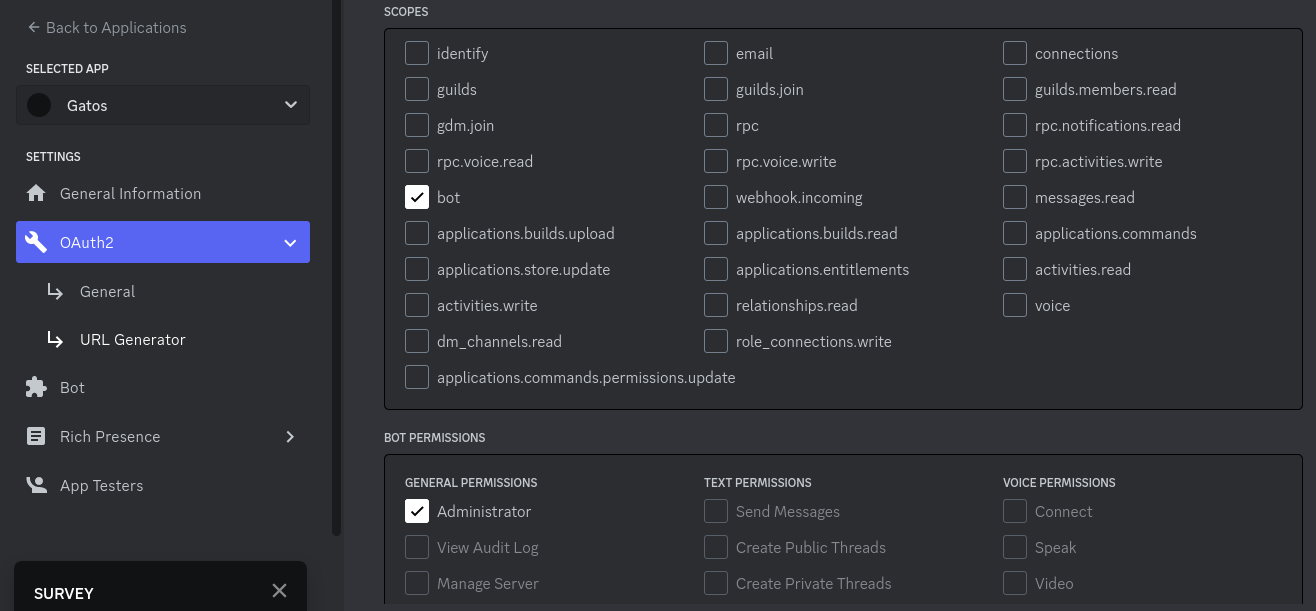 Back to Applications
SELECTED APP
Gatos
SETTINGS
General Information
OAuth2
General
URL Generator
Bot
Rich Presence
App Testers
SURVEY
SCOPES
identify email connections
guilds guilds.join guilds.members.read
gdm.join rpc rpc.notifications.read
rpc.voice.read rpc.voice.write rpc.activities.write
bot webhook.incoming messages.read
applications.builds.upload applications.builds.read applications.commands
applications.store.update applications.entitlements activities.read
activities.write relationships.read voice
dm_channels.read role_connections.write
applications.commands.permissions.update
BOT PERMISSIONS
GENERAL PERMISSIONS TEXT PERMISSIONS VOICE PERMISSIONS
Administrator Send Messages Connect
View Audit Log Create Public Threads Speak
Manage Server Create Private Threads Video